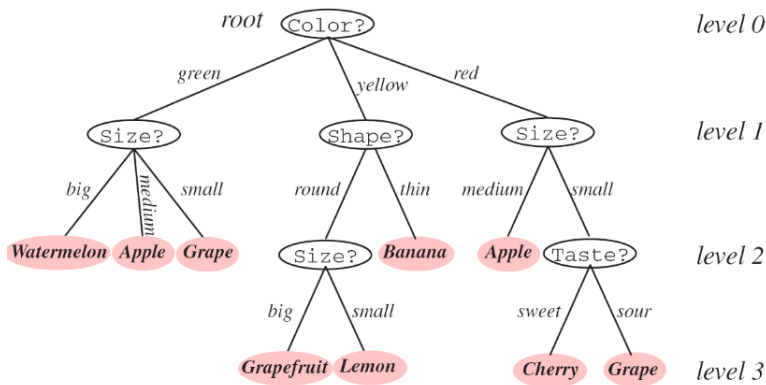 root Color? level 0
green yellow red
Size? Shape? Size? level 1
big medium small round thin medium small
Watermelon Apple Grape Size? Banana Apple Taste? level 2
big small sweet sour
Grapefruit Lemon Cherry Grape level 3